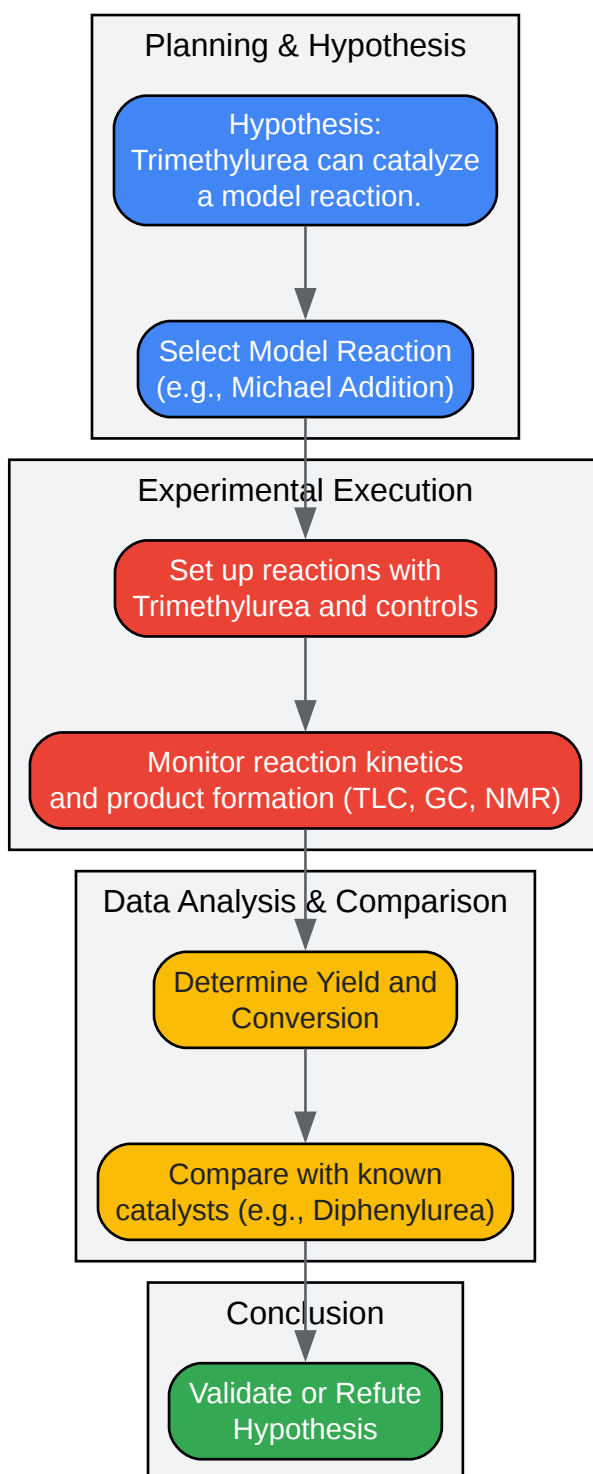 Planning & Hypothesis
Hypothesis:
Trimethylurea can catalyze
a model reaction.
Select Model Reaction
(e.g., Michael Addition)
Experimental Execution
Set up reactions with
Trimethylurea and controls
Monitor reaction kinetics
and product formation (TLC, GC, NMR)
Data Analysis & Comparison
Determine Yield and
Conversion
Compare with known
catalysts (e.g., Diphenylurea)
Conclusion
Validate or Refute
Hypothesis